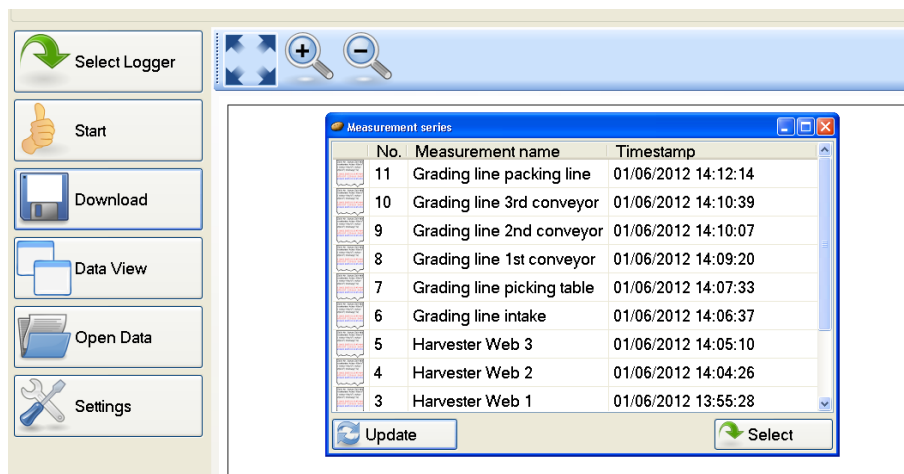 Select Logger
Start
Download
Data View
Open Data
Settings
Measurement series
No. Measurement name Timestamp
11 Grading line packing line 01/06/2012 14:12:14
10 Grading line 3rd conveyor 01/06/2012 14:10:39
9 Grading line 2nd conveyor 01/06/2012 14:10:07
8 Grading line 1st conveyor 01/06/2012 14:09:20
7 Grading line picking table 01/06/2012 14:07:33
6 Grading line intake 01/06/2012 14:06:37
5 Harvester Web 3 01/06/2012 14:05:10
4 Harvester Web 2 01/06/2012 14:04:26
3 Harvester Web 1 01/06/2012 13:55:28
Update Select